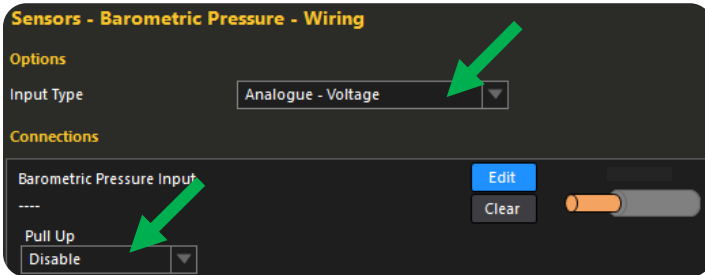 Sensors - Barometric Pressure - Wiring
Options
Input Type Analogue - Voltage
Connections
Barometric Pressure Input Edit
----
Clear
Pull Up
Disable